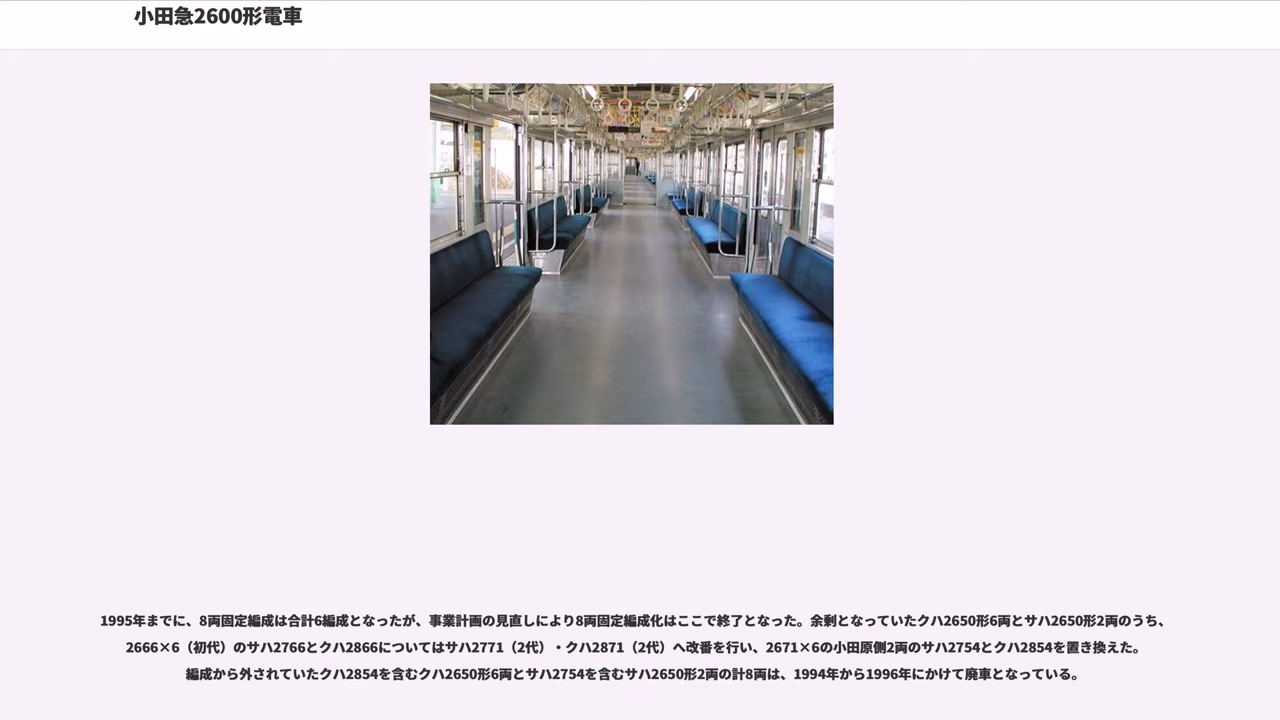 小田急2600形電車
1995年までに、8両固定編成は合計6編成となったが、事業計画の見直しにより8両固定編成化はここで終了となった。余剰となっていたクハ2650形6両とサハ2650形2両のうち、
2666×6（初代）のサハ2766とクハ2866についてはサハ2771（2代）・クハ2871（2代）へ改番を行い、2671×6の小田原側2両のサハ2754とクハ2854を置き換えた。
編成から外されていたクハ2854を含むクハ2650形6両とサハ2754を含むサハ2650形2両の計8両は、1994年から1996年にかけて廃車となっている。